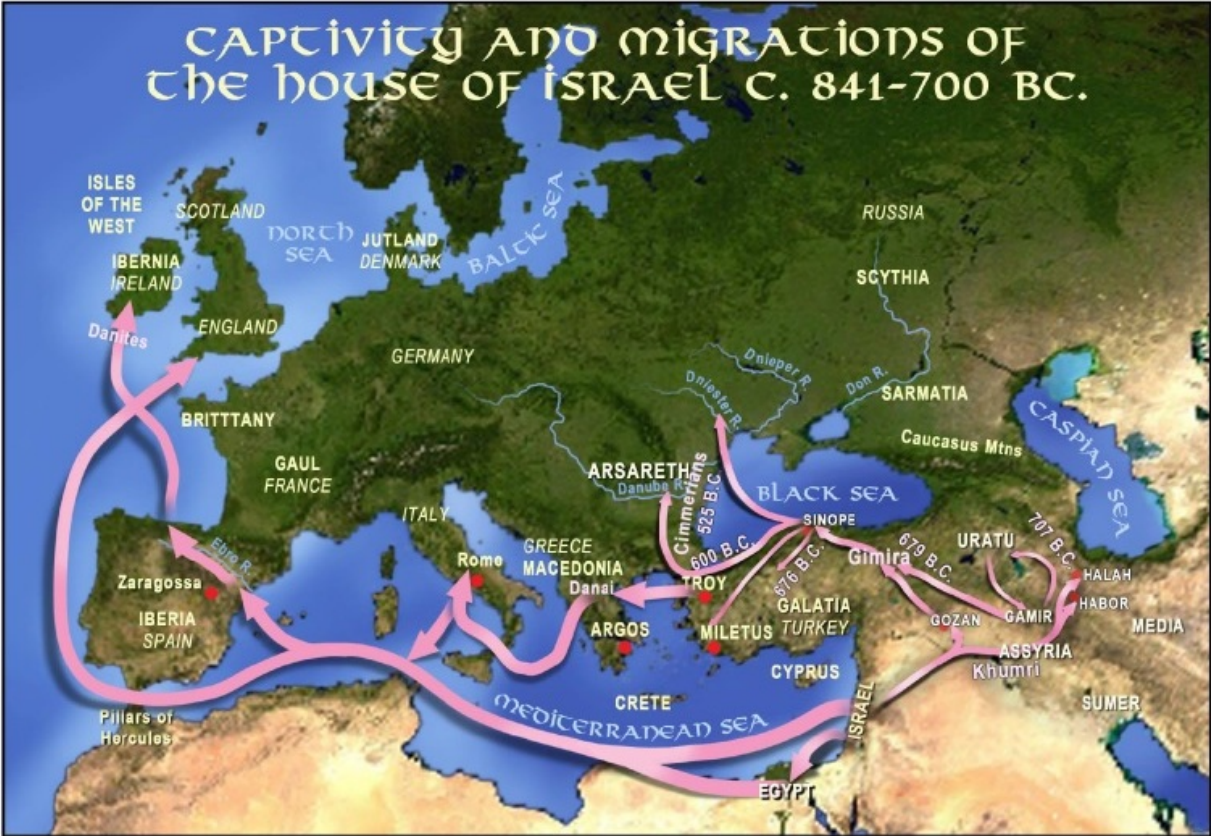 CAPTIVITY AND MIGRATIONS OF
THE HOUSE OF ISRAEL C. 841-700 BC.
ISLES
OF THE
WEST
SCOTLAND
NORTH
SEA
JUTLAND
DENMARK
BALTIC SEA
RUSSIA
IBERNIA
IRELAND
SCYTHIA
Danites
ENGLAND
GERMANY
Dnieper R.
Dniester R.
Don R.
SARMATIA
BRITTTANY
Caucasus Mtns
CASPIAN SEA
GAUL
FRANCE
ARSARETH
Danube R.
Cimmerians
525 B.C.
BLACK SEA
SINOPE
ITALY
Ebro R.
GREECE
MACEDONIA
600 B.C.
676 B.C.
Gimira
679 B.C.
URATU
707 B.C.
HALAH
Zaragossa
Rome
Danai
TROY
HABOR
IBERIA
SPAIN
GALATIA
TURKEY
GOZAN
GAMIR
MEDIA
ARGOS
MILETUS
ASSYRIA
Khumri
CYPRUS
CRETE
ISRAEL
SUMER
Pillars of
Hercules
MEDITERRANEAN SEA
EGYPT